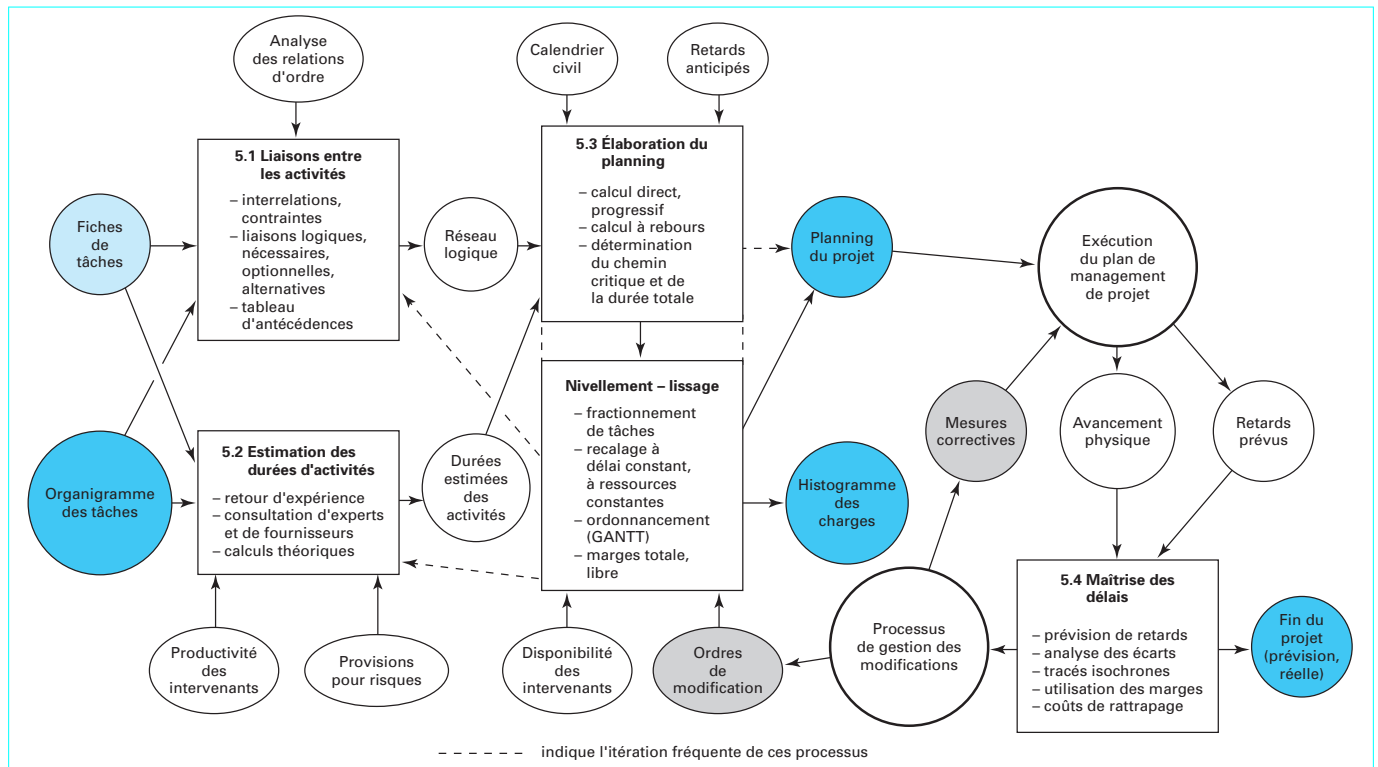 Analyse
des relations
d'ordre
Calendrier
civil
Retards
anticipés
5.1 Liaisons entre
les activités
– interrelations,
contraintes
– liaisons logiques,
nécessaires,
optionnelles,
alternatives
– tableau
d'antécédences
5.3 Élaboration du
planning
– calcul direct,
progressif
– calcul à rebours
– détermination
du chemin
critique et de
la durée totale
Fiches
de
tâches
Réseau
logique
Planning
du projet
Exécution
du plan de
management
de projet
Nivellement – lissage
– fractionnement
de tâches
– recalage à
délai constant,
à ressources
constantes
– ordonnancement
(GANTT)
– marges totale,
libre
Mesures
correctives
Avancement
physique
Retards
prévus
Organigramme
des tâches
5.2 Estimation des
durées d'activités
– retour d'expérience
– consultation d'experts
et de fournisseurs
– calculs théoriques
Durées
estimées
des
activités
Histogramme
des
charges
5.4 Maîtrise des
délais
– prévision de retards
– analyse des écarts
– tracés isochrones
– utilisation des marges
– coûts de rattrapage
Fin du
projet
(prévision,
réelle)
Productivité
des
intervenants
Provisions
pour risques
Disponibilité
des
intervenants
Ordres
de
modification
Processus
de gestion des
modifications
indique l'itération fréquente de ces processus